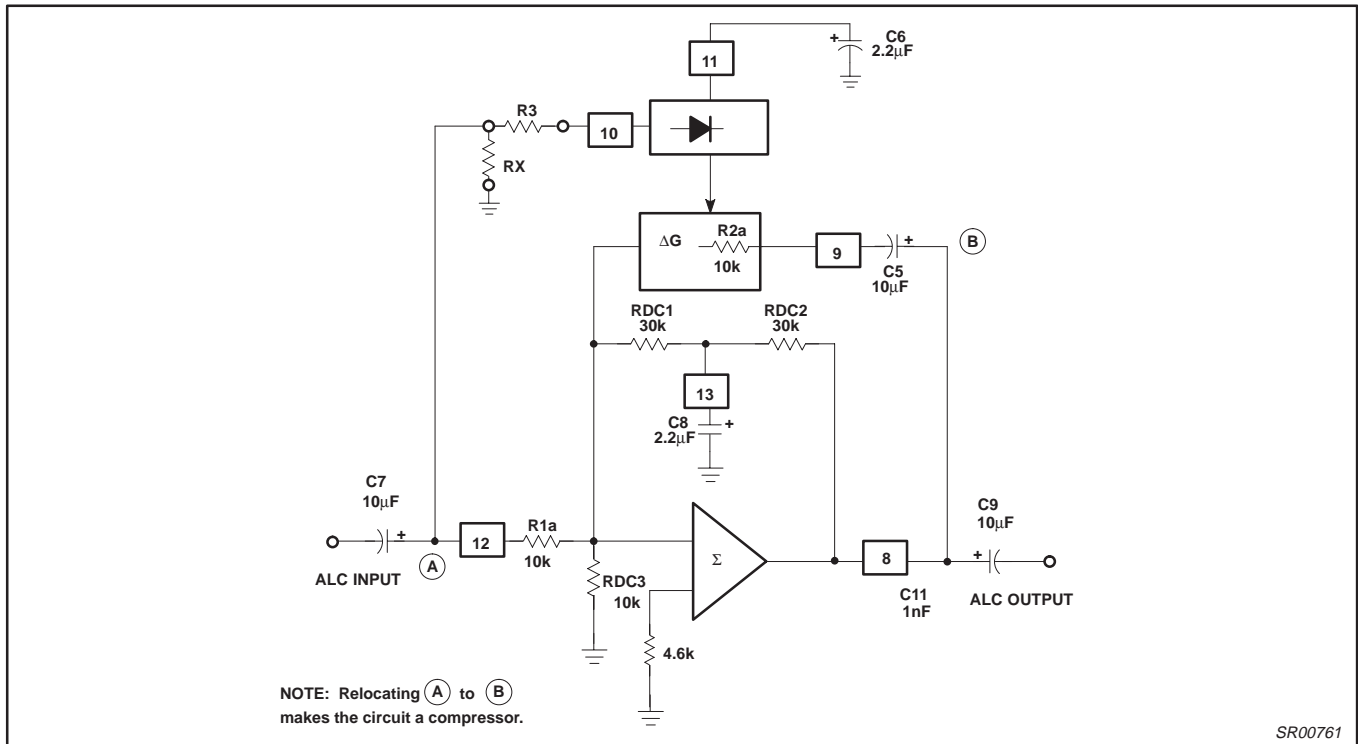 11
+
C6
2.2µF
R3
10
RX
ΔG
R2a
10k
9
+
C5
10µF
B
RDC1
30k
RDC2
30k
13
C8
2.2µF
+
C7
10µF
+
A
12
R1a
10k
ALC INPUT
RDC3
10k
Σ
4.6k
8
C11
1nF
C9
10µF
+
ALC OUTPUT
NOTE: Relocating A to B
makes the circuit a compressor.
SR00761